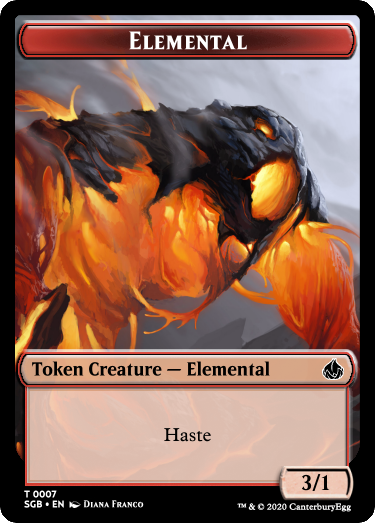 Elemental
Token Creature — Elemental
Haste
3/1
T 0007
SGB • EN Diana Franco
™ & © 2020 CanterburyEgg